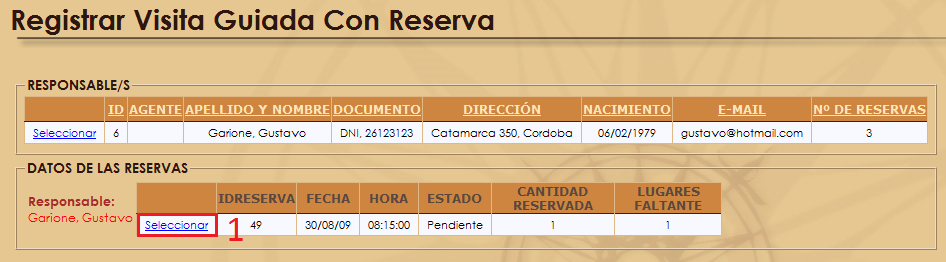 Registrar Visita Guiada Con Reserva
RESPONSABLE/S
ID AGENTE APELLIDO Y NOMBRE DOCUMENTO DIRECCIÓN NACIMIENTO E-MAIL Nº DE RESERVAS
Seleccionar 6 Garione, Gustavo DNI, 26123123 Catamarca 350, Cordoba 06/02/1979 gustavo@hotmail.com 3
DATOS DE LAS RESERVAS
Responsable:
Garione, Gustavo
IDRESERVA FECHA HORA ESTADO CANTIDAD RESERVADA LUGARES FALTANTE
Seleccionar 1 49 30/08/09 08:15:00 Pendiente 1 1